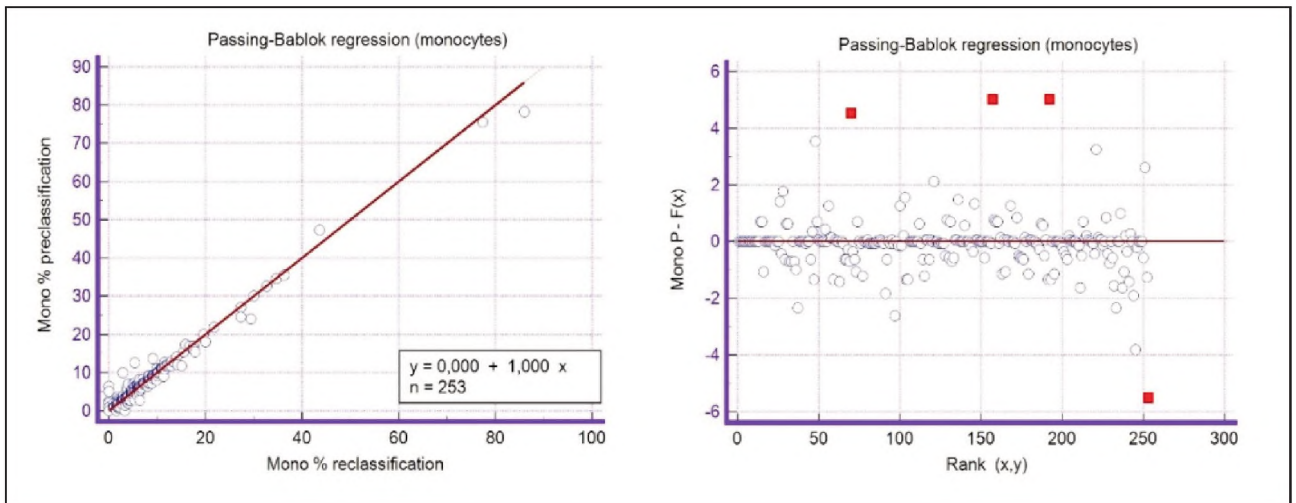 Passing-Bablok regression (monocytes)
Mono % preclassification
90
80
70
60
50
40
30
20
10
0
y = 0,000 + 1,000 x
n = 253
0 20 40 60 80 100
Mono % reclassification
Passing-Bablok regression (monocytes)
Mono P - F(x)
6
4
2
0
-2
-4
-6
0 50 100 150 200 250 300
Rank (x,y)